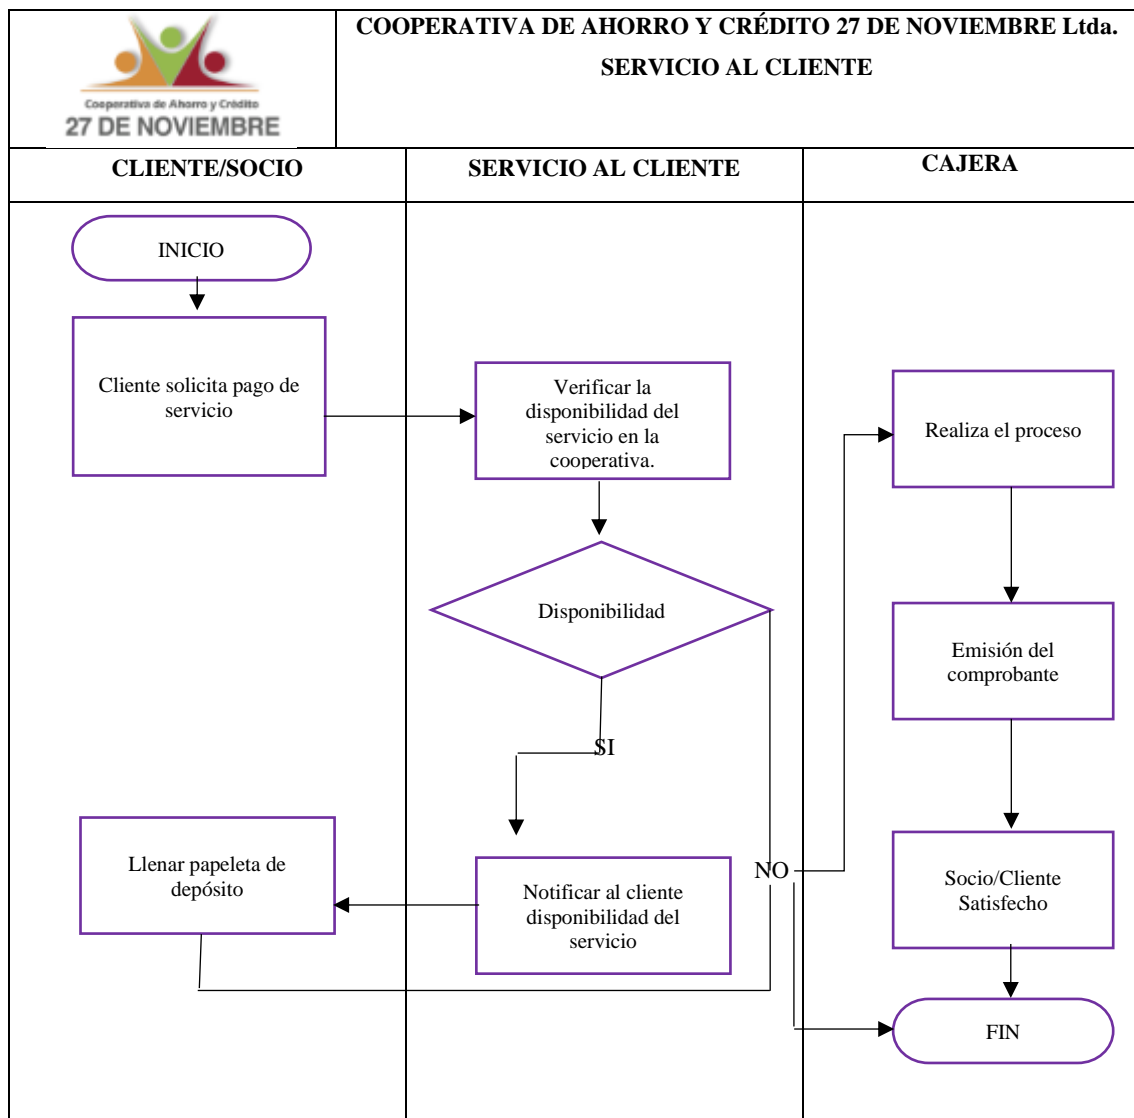 COOPERATIVA DE AHORRO Y CRÉDITO 27 DE NOVIEMBRE Ltda.
SERVICIO AL CLIENTE
Cooperativa de Ahorro y Crédito
27 DE NOVIEMBRE
CLIENTE/SOCIO
SERVICIO AL CLIENTE
CAJERA
INICIO
Cliente solicita pago de
servicio
Verificar la
disponibilidad del
servicio en la
cooperativa.
Disponibilidad
SI
NO
Notificar al cliente
disponibilidad del
servicio
Llenar papeleta de
depósito
Realiza el proceso
Emisión del
comprobante
Socio/Cliente
Satisfecho
FIN